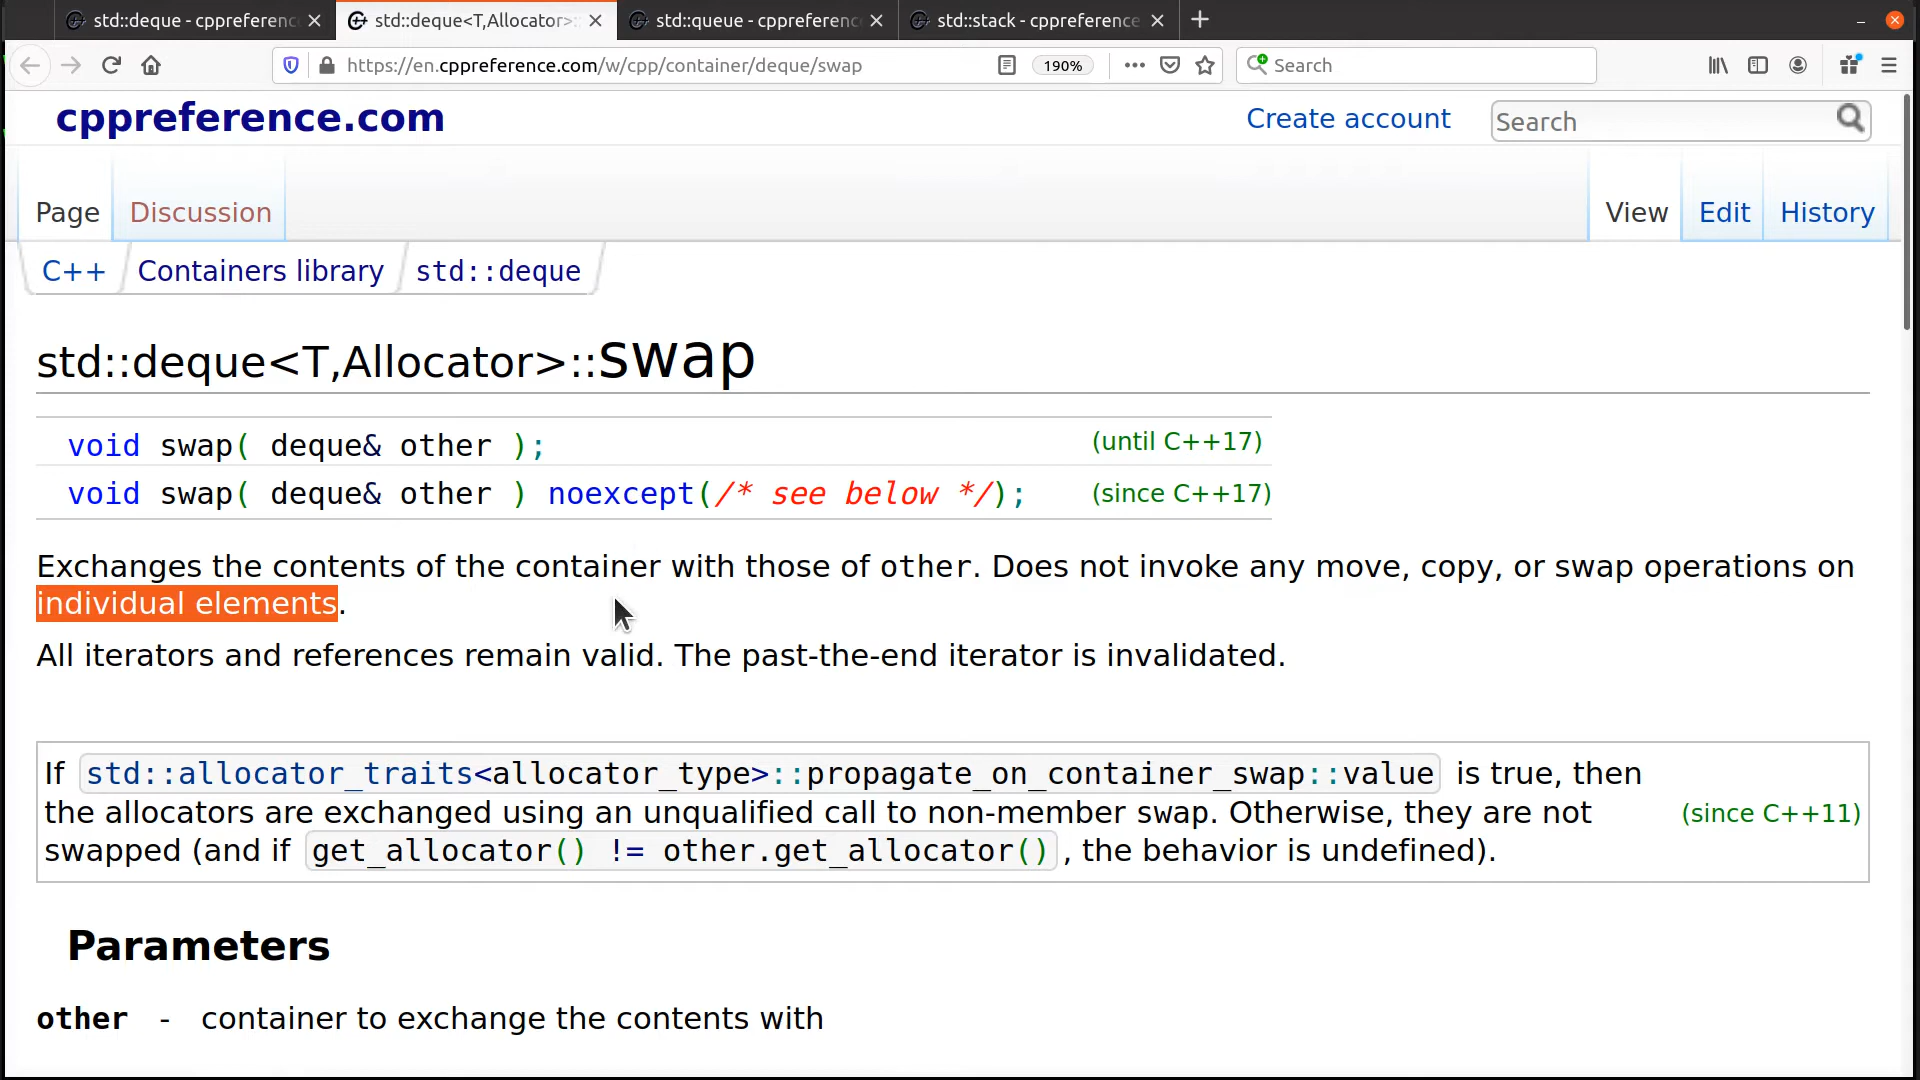 std::deque - cppreferenc
std::deque<T,Allocator>:
std::queue - cppreferenc
std::stack - cppreference
https://en.cppreference.com/w/cpp/container/deque/swap
190%
Search
cppreference.com
Create account
Search
Page
Discussion
View
Edit
History
C++
Containers library
std::deque
std::deque<T,Allocator>::swap
void swap( deque& other );
(until C++17)
void swap( deque& other ) noexcept(/* see below */);
(since C++17)
Exchanges the contents of the container with those of other. Does not invoke any move, copy, or swap operations on
individual elements.
All iterators and references remain valid. The past-the-end iterator is invalidated.
If std::allocator_traits<allocator_type>::propagate_on_container_swap::value is true, then
the allocators are exchanged using an unqualified call to non-member swap. Otherwise, they are not
(since C++11)
swapped (and if get_allocator() != other.get_allocator(), the behavior is undefined).
Parameters
other - container to exchange the contents with